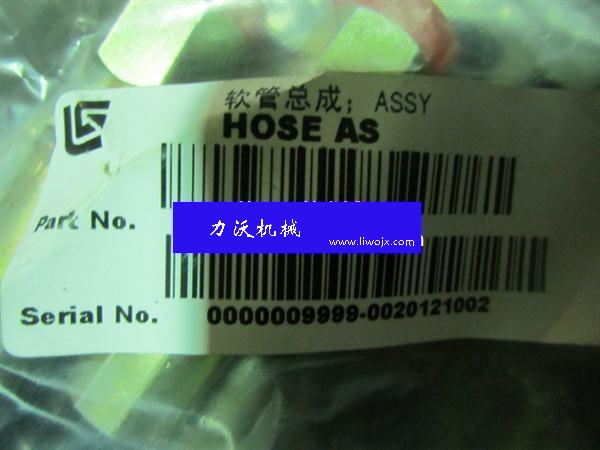 软管总成；ASSY
HOSE AS
Part No.
力沃机械
www.liwojx.com
Serial No.
0000009999-0020121002